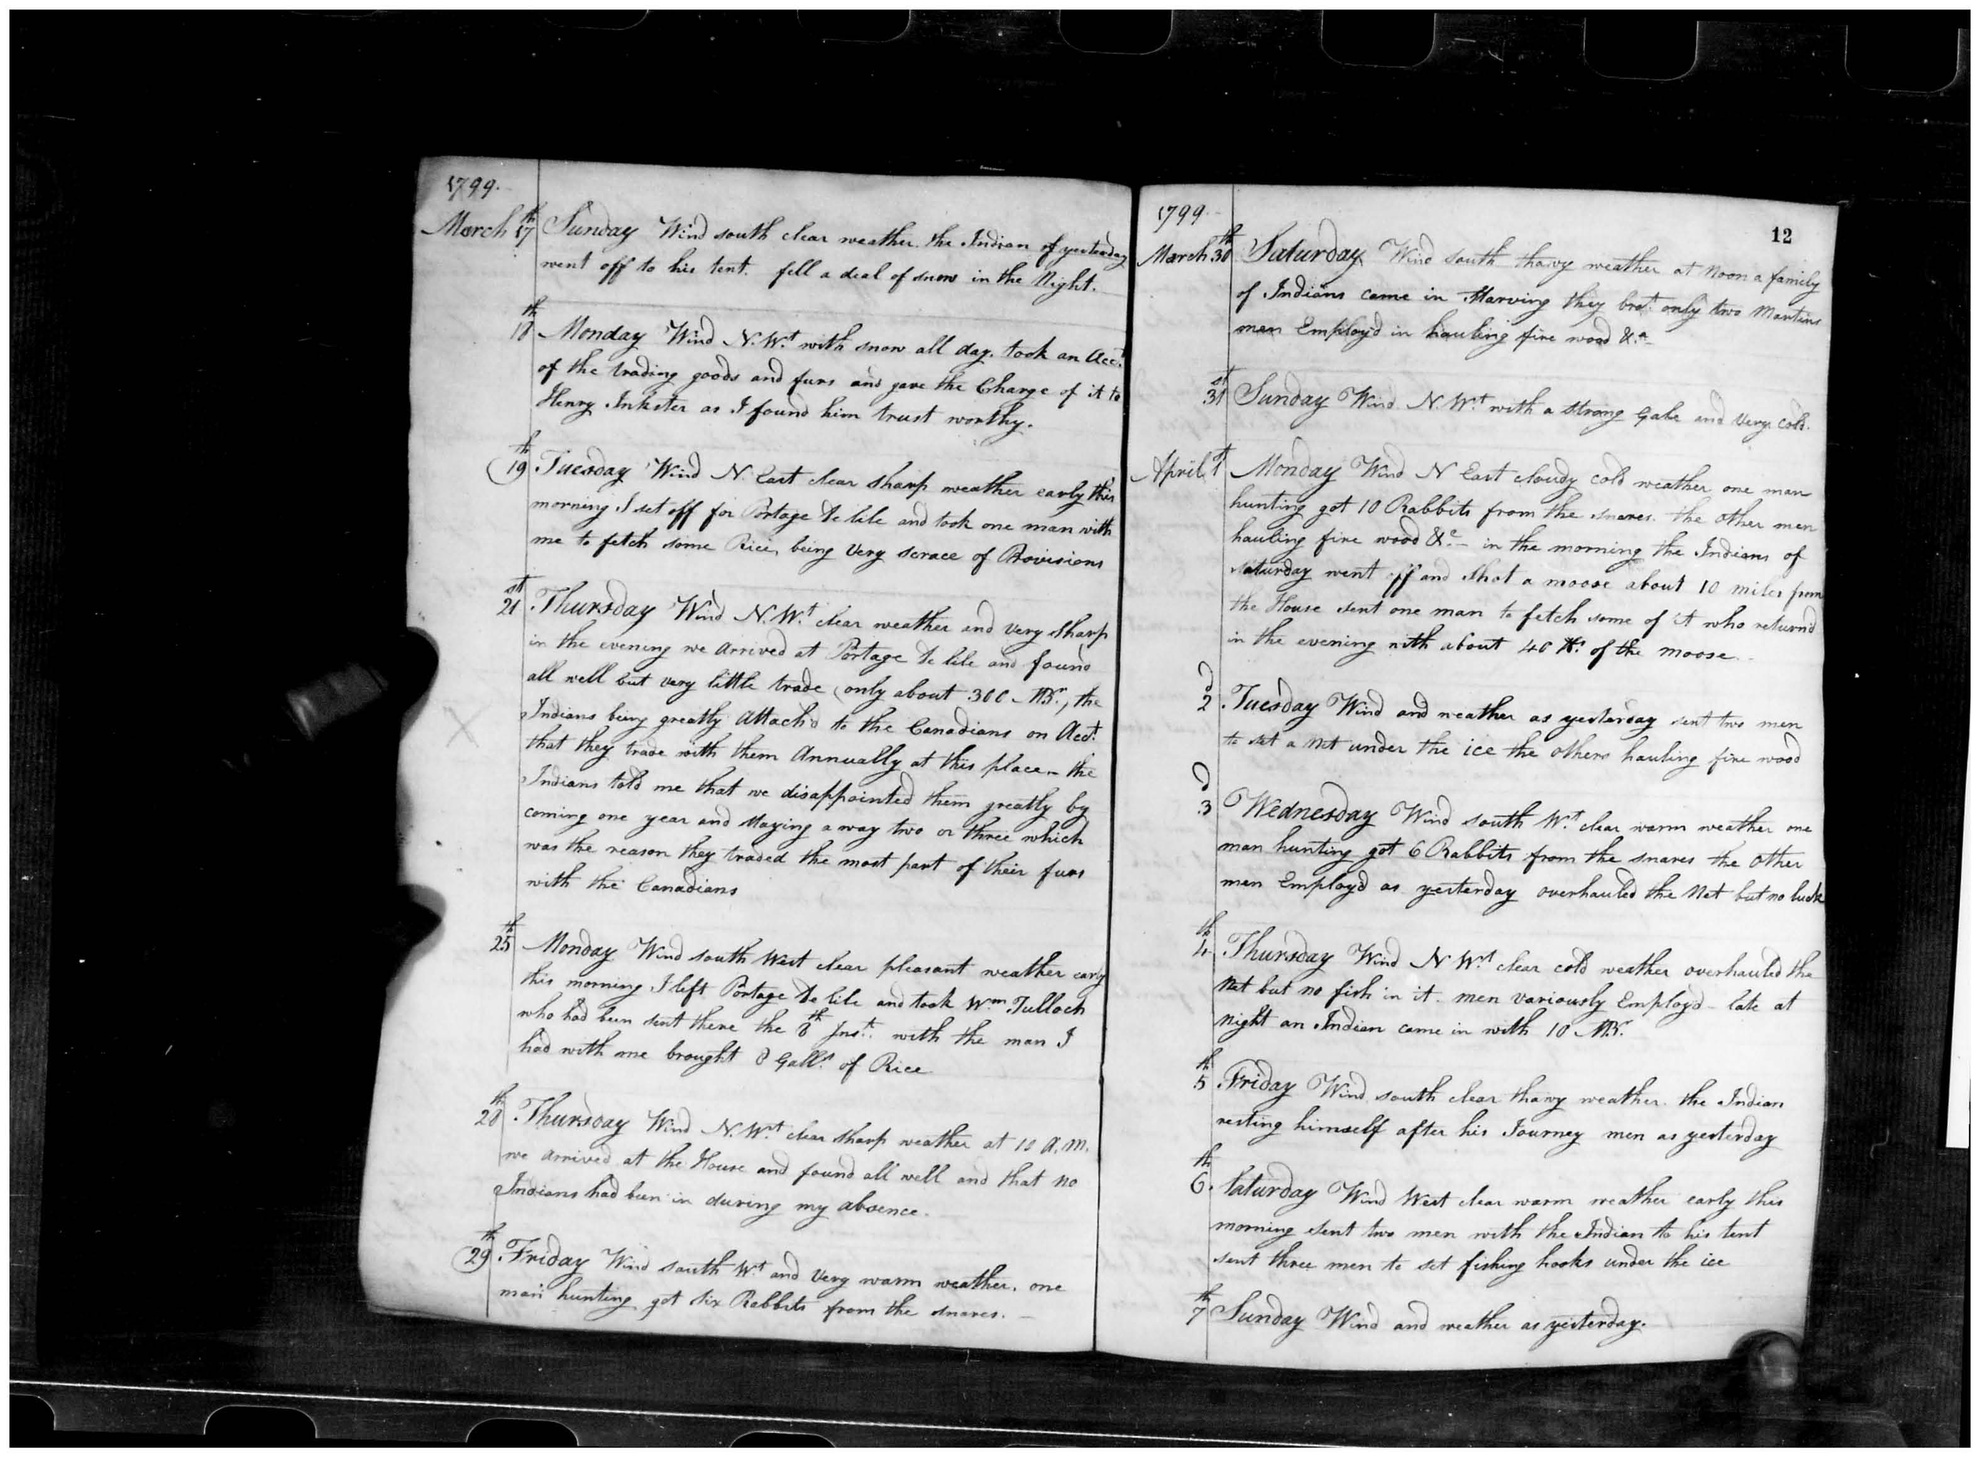 1799.
March 17th Sunday Wind south clear weather the Indian of yesterday
went off to his tent. fell a deal of snow in the Night.
18th Monday Wind N.Wt with snow all day. took an Acct.
of the trading goods and furs and gave the Charge of it to
Henry Inkster as I found him trust worthy.
19th Tuesday Wind N. East clear sharp weather early this
morning I set off for Portage de lile and took one man with
me to fetch some Rice, being Very scrace of Provisions
21st Thursday Wind N.Wt. clear weather and very sharp
in the evening we arrived at Portage de lile and found
all well but very little trade (only about 300 MBr., the
Indians being greatly Attach'd to the Canadians on Acct.
that they trade with them Annually at this place - the
Indians told me that we disappointed them greatly by
coming one year and staying a way two or three which
was the reason they traded the most part of their furs
with the Canadians
25th Monday Wind south West clear pleasant weather early
this morning I left Portage de lile and took Wm Tulloch
who had been sent there the 8th Inst. with the man I
had with me brought 8 Galls. of Rice
28th Thursday Wind N.Wt. clear sharp weather at 10 A.M.
we arrived at the House and found all well and that no
Indians had been in during my absence.
29th Friday Wind south Wt and Very warm weather. one
man hunting got six Rabbits from the snares. -
1799
12
March 30th Saturday Wind south thawy weather at Noon a family
of Indians came in Starving they brot. only two Martins
men Employ'd in hauling fire wood &a -
31st Sunday Wind N.Wt with a strong Gale and Very Cold.
April 1st Monday Wind N East cloudy cold weather one man
hunting got 10 Rabbits from the snares. the other men
hauling fire wood &c - in the morning the Indians of
saturday went off and shot a moose about 10 miles from
the House sent one man to fetch some of it who return'd
in the evening with about 40 lbs. of the moose -
2d Tuesday Wind and weather as yesterday sent two men
to set a Net under the ice the others hauling fire wood
3d Wednesday Wind south Wt. clear warm weather one
man hunting got 6 Rabbits from the snares the other
men Employ'd as yesterday overhauled the Net but no luck
4th Thursday Wind N Wt clear cold weather overhauled the
Net but no fish in it. men variously Employ'd - late at
Night an Indian came in with 10 MBr.
5th Friday Wind south clear thawy weather. the Indian
resting himself after his Journey men as yesterday
6th Saturday Wind West clear warm weather early this
morning sent two men with the Indian to his tent
sent three men to set fishing hooks under the ice
7th Sunday Wind and weather as yesterday.